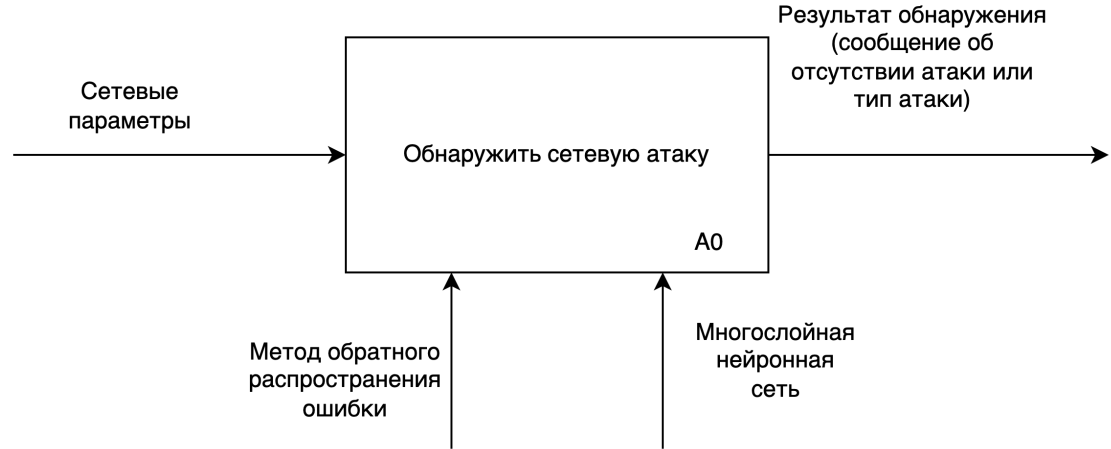 Результат обнаружения
(сообщение об
отсутствии атаки или
тип атаки)
Сетевые
параметры
Обнаружить сетевую атаку
A0
Метод обратного
распространения
ошибки
Многослойная
нейронная
сеть